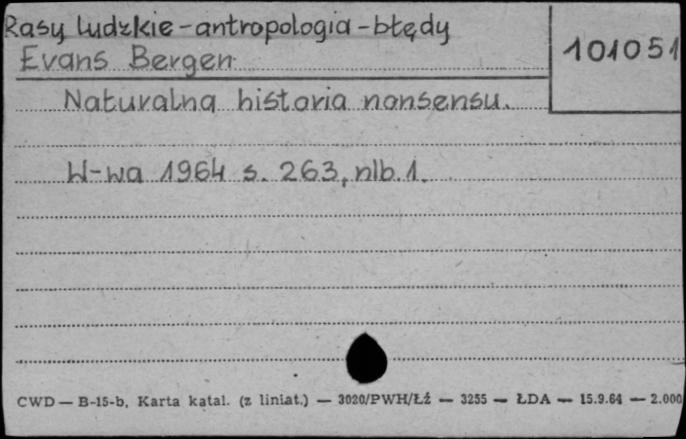 Rasy ludzkie - antropologia - błędy
Evans Bergen
101051
Naturalna historia nonsensu.
W-wa 1964 s. 263, nlb. 1.
CWD — B-15-b, Karta katal. (z liniat.) — 3020/PWH/Łź — 3255 — ŁDA — 15.9.64 — 2.000